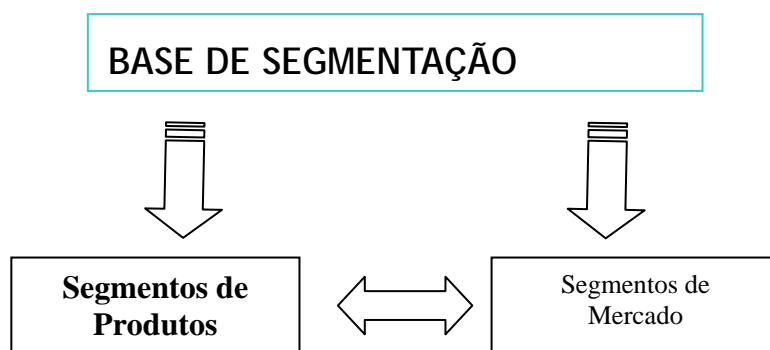 BASE DE SEGMENTAÇÃO
Segmentos de
Produtos
Segmentos de
Mercado